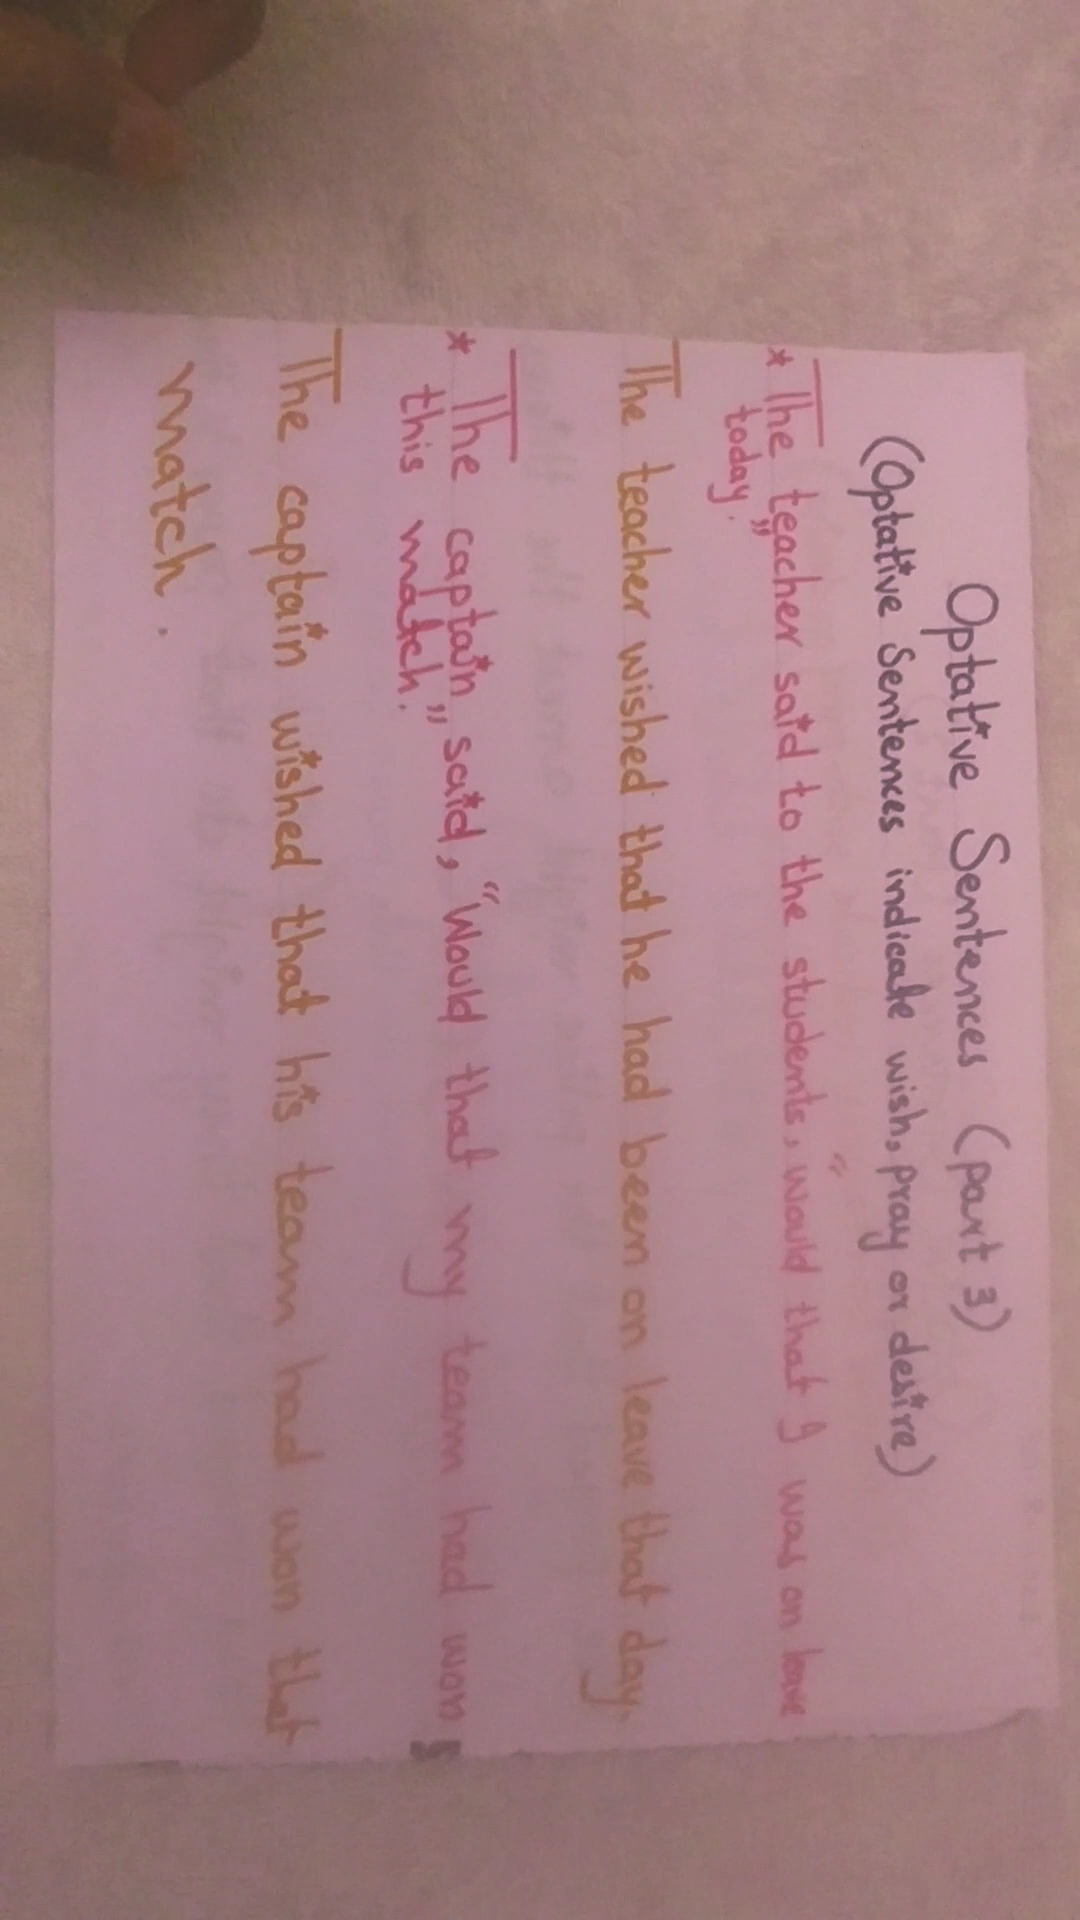 Optative Sentences (part 3)
(Optative Sentences indicate wish, pray or desire)
* The teacher said to the students, "would that I was on leave
today."
The teacher wished that he had been on leave that day.
* The captain said, "Would that my team had won
this match."
The captain wished that his team had won that
match.